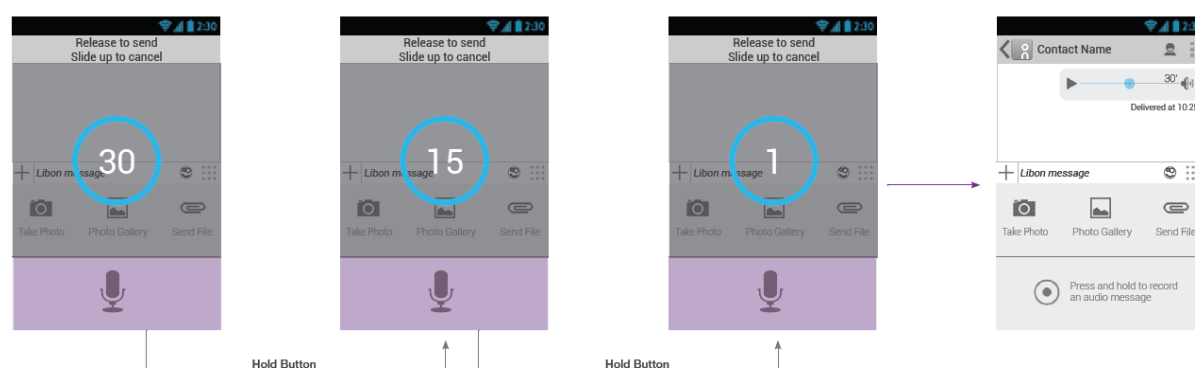 2:30
Release to send
Slide up to cancel
30
Libon message
Take Photo Photo Gallery Send File
Hold Button
2:30
Release to send
Slide up to cancel
15
Libon message
Take Photo Photo Gallery Send File
Hold Button
2:30
Release to send
Slide up to cancel
1
Libon message
Take Photo Photo Gallery Send File
Contact Name
30'
Delivered at 10:25
Libon message
Take Photo Photo Gallery Send File
Press and hold to record
an audio message